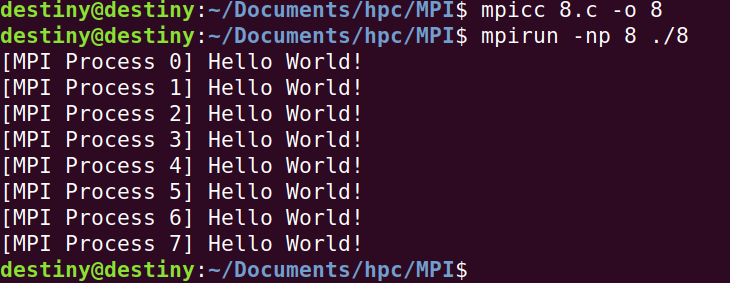 destiny@destiny:~/Documents/hpc/MPI$ mpicc 8.c -o 8
destiny@destiny:~/Documents/hpc/MPI$ mpirun -np 8 ./8
[MPI Process 0] Hello World!
[MPI Process 1] Hello World!
[MPI Process 2] Hello World!
[MPI Process 3] Hello World!
[MPI Process 4] Hello World!
[MPI Process 5] Hello World!
[MPI Process 6] Hello World!
[MPI Process 7] Hello World!
destiny@destiny:~/Documents/hpc/MPI$